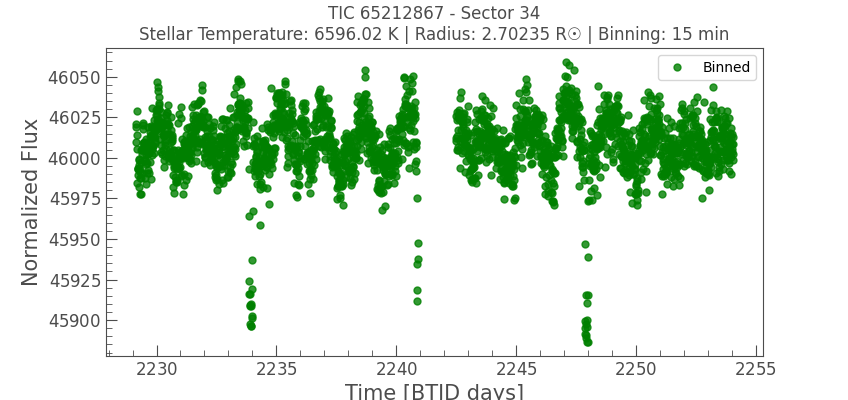 TIC 65212867 - Sector 34
Stellar Temperature: 6596.02 K | Radius: 2.70235 R☉ | Binning: 15 min
Binned
Normalized Flux
46050
46025
46000
45975
45950
45925
45900
2230 2235 2240 2245 2250 2255
Time [BTJD days]